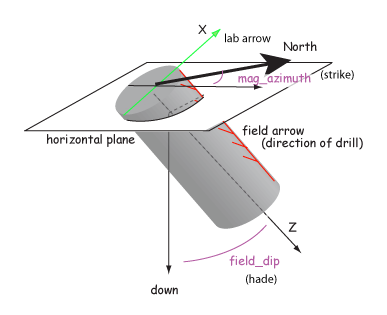 X
lab arrow
North
mag_azimuth
(strike)
horizontal plane
field arrow
(direction of drill)
Z
field_dip
(hade)
down